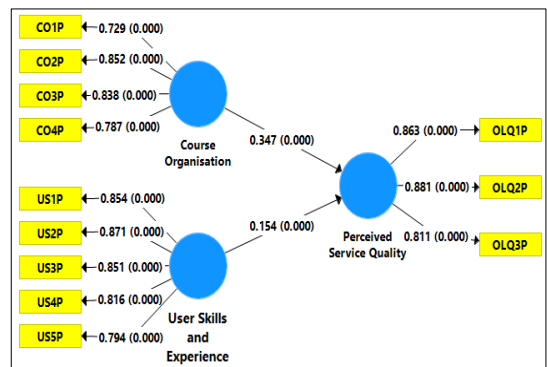 CO1P
0.729 (0.000)
CO2P
0.852 (0.000)
CO3P
0.838 (0.000)
CO4P
0.787 (0.000)
Course
Organisation
0.347 (0.000)
US1P
0.854 (0.000)
US2P
0.871 (0.000)
US3P
0.851 (0.000)
US4P
0.816 (0.000)
US5P
0.794 (0.000)
User Skills
and
Experience
0.154 (0.000)
Perceived
Service Quality
0.863 (0.000)
OLQ1P
0.881 (0.000)
OLQ2P
0.811 (0.000)
OLQ3P